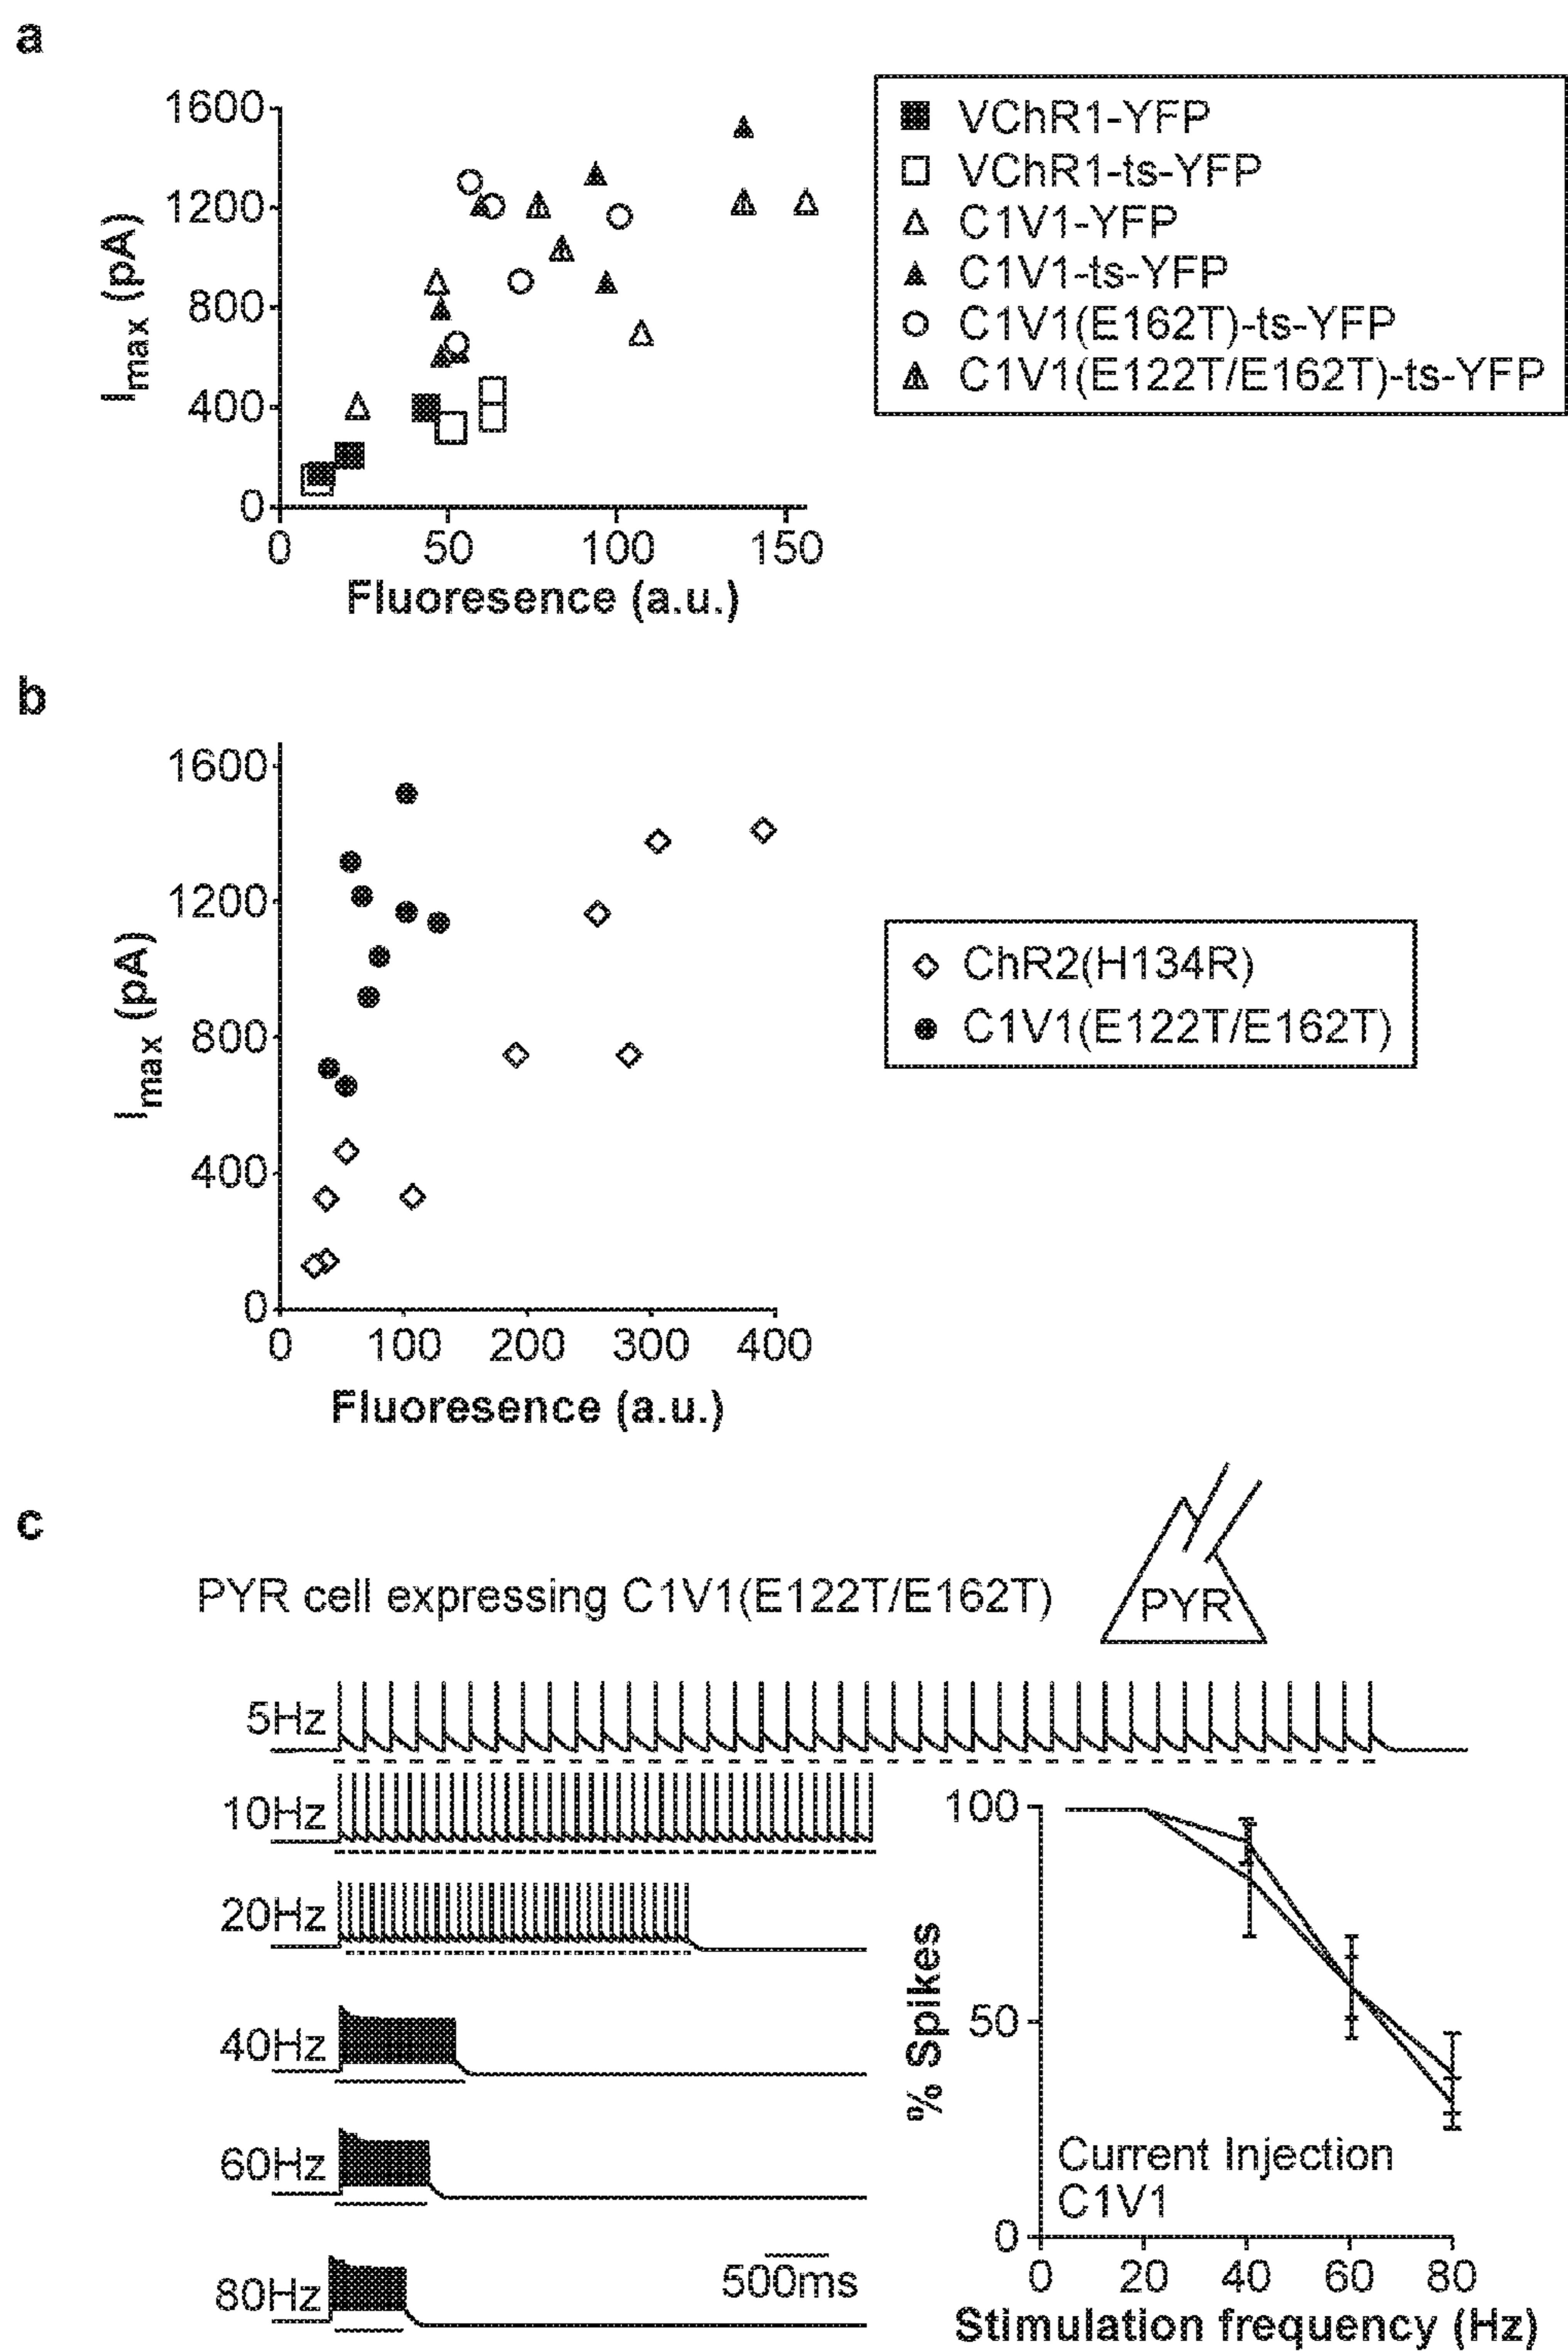 a
1600
1200
800
400
0
I max (pA)
0 50 100 150
Fluoresence (a.u.)
VChR1-YFP
VChR1-ts-YFP
C1V1-YFP
C1V1-ts-YFP
C1V1(E162T)-ts-YFP
C1V1(E122T/E162T)-ts-YFP
b
1600
1200
800
400
0
I max (pA)
0 100 200 300 400
Fluoresence (a.u.)
ChR2(H134R)
C1V1(E122T/E162T)
c
PYR cell expressing C1V1(E122T/E162T)
PYR
5Hz
10Hz
20Hz
40Hz
60Hz
80Hz
500ms
100
50
0
% Spikes
Current Injection
C1V1
0 20 40 60 80
Stimulation frequency (Hz)